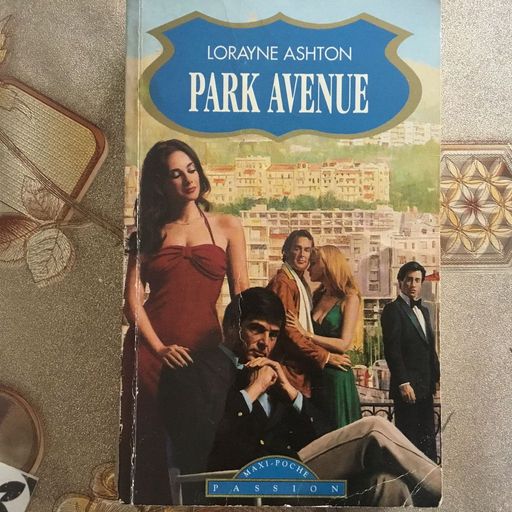 LORAYNE ASHTON
PARK AVENUE
MAXI-POCHE
PASSION